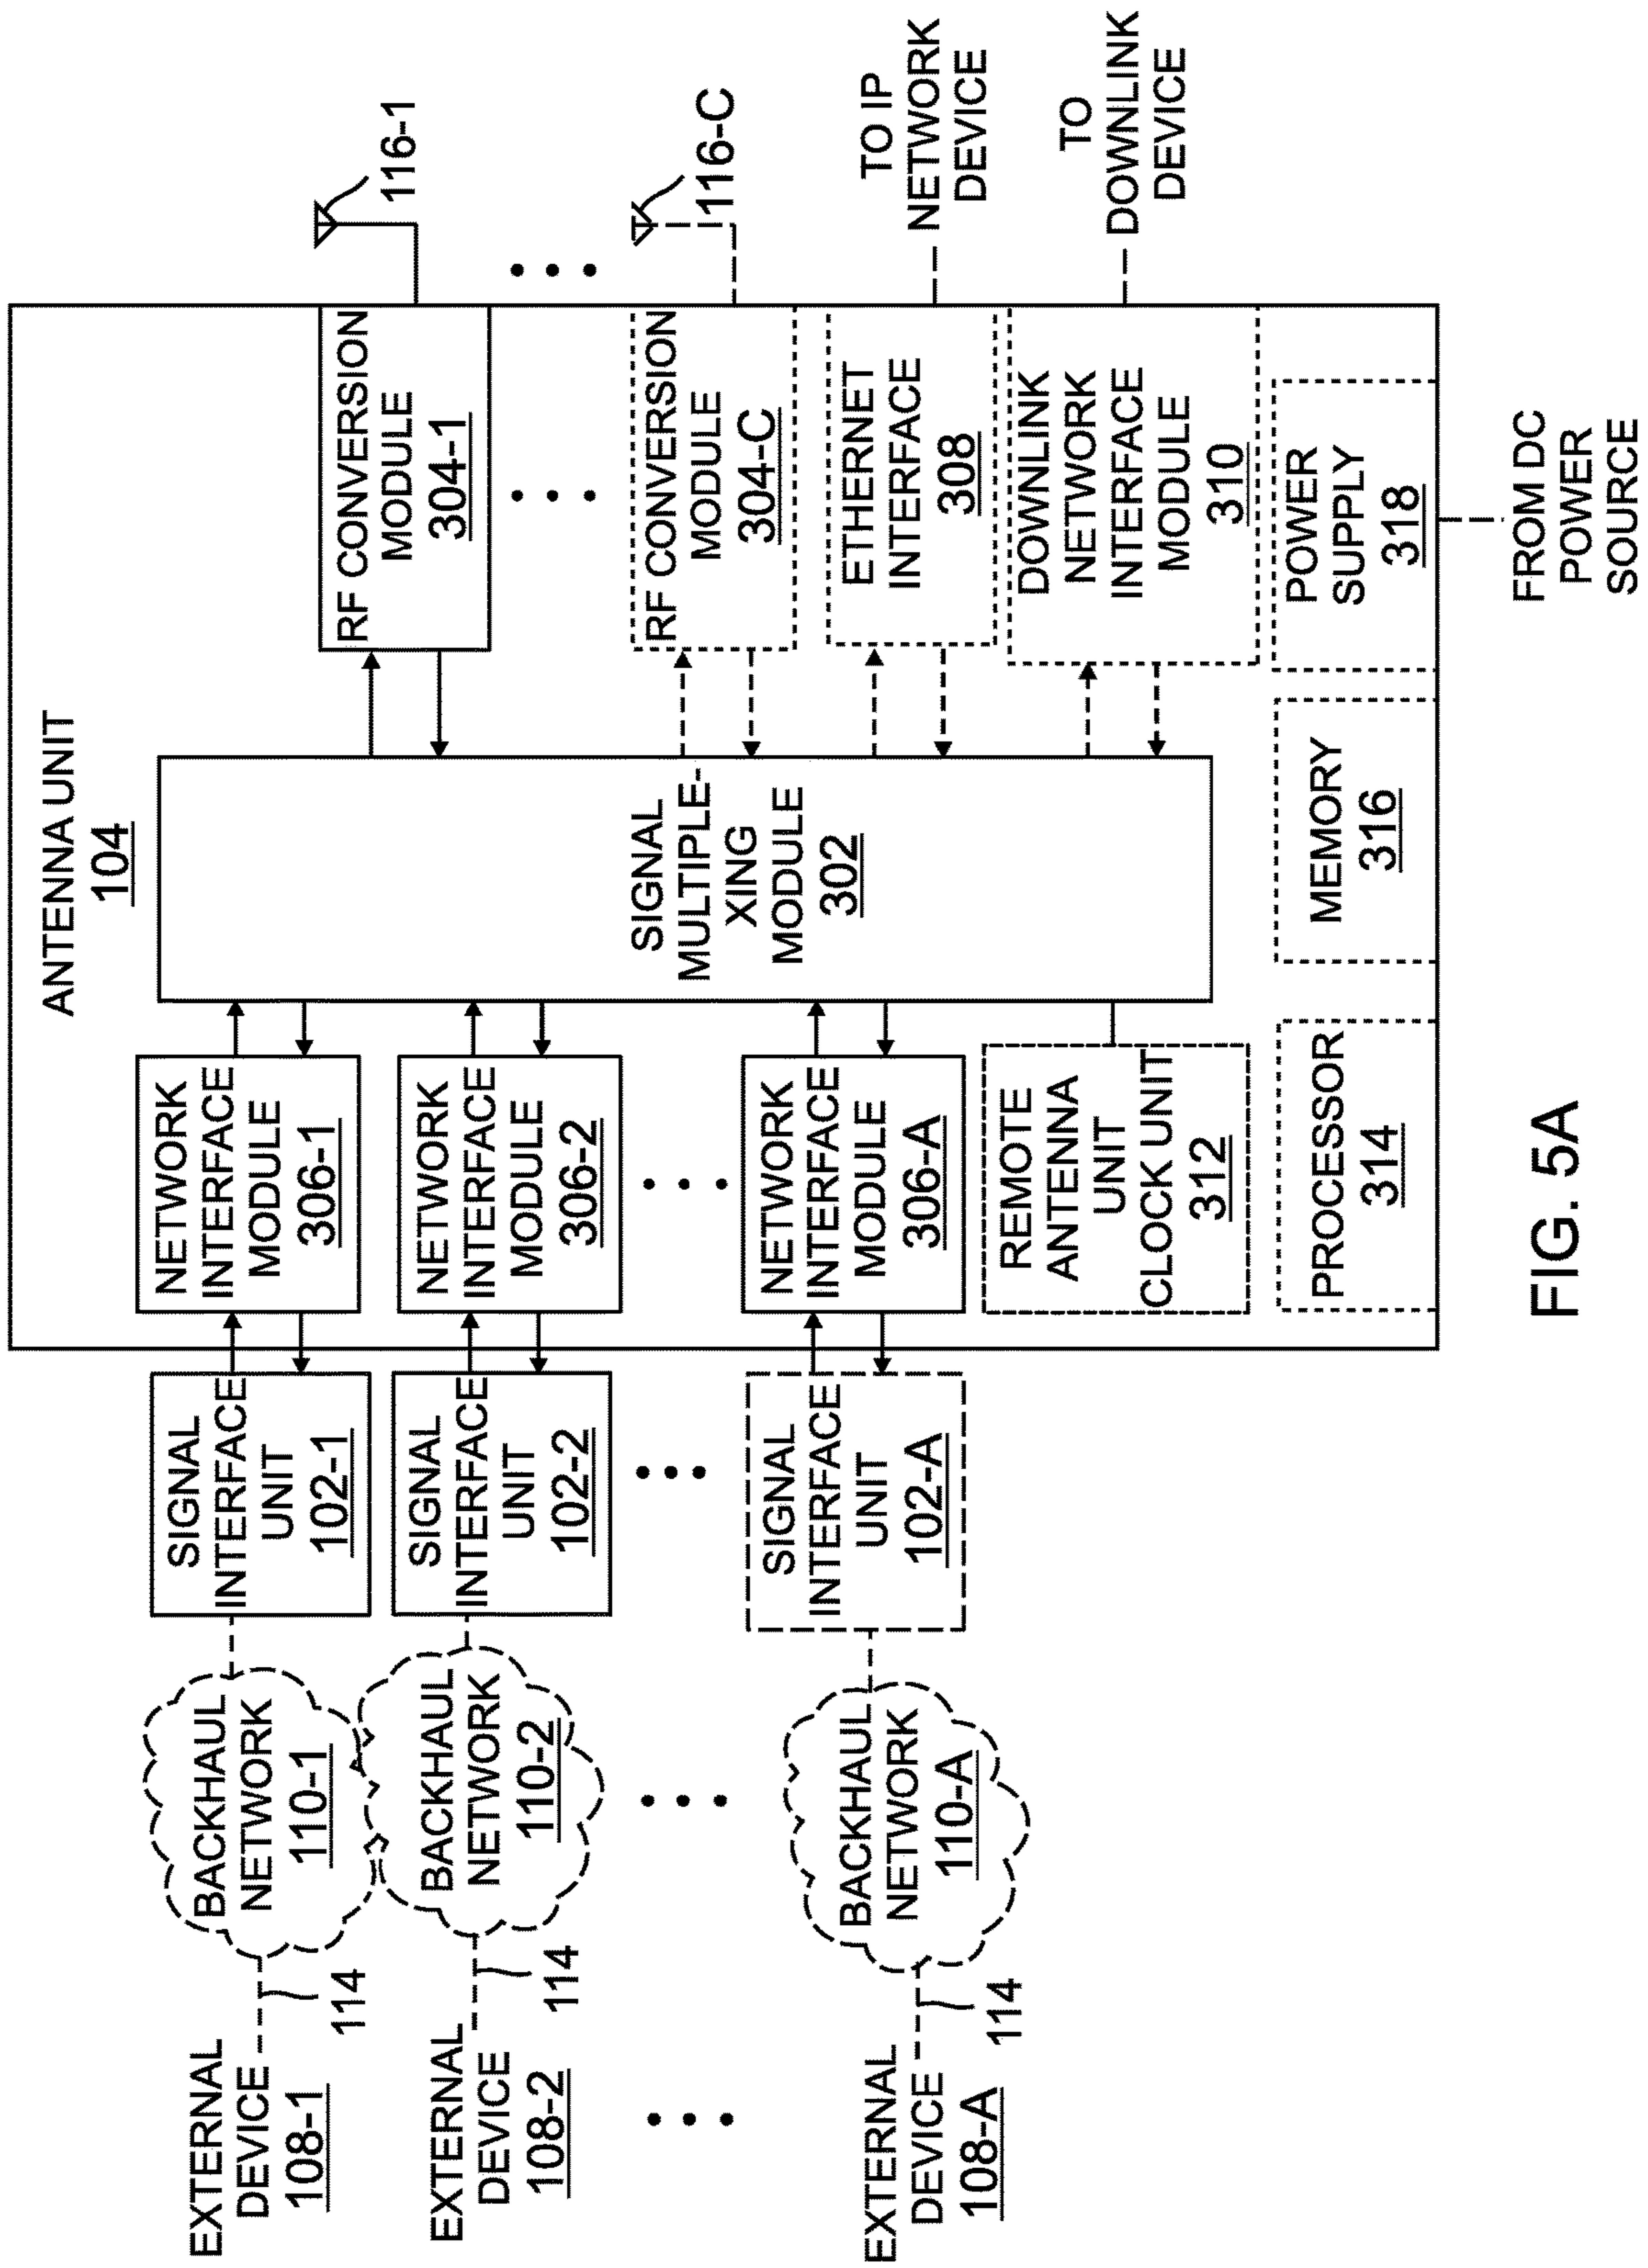 ANTENNA UNIT
104
EXTERNAL
DEVICE
108-1
114
BACKHAUL
NETWORK
110-1
SIGNAL
INTERFACE
UNIT
102-1
NETWORK
INTERFACE
MODULE
306-1
EXTERNAL
DEVICE
108-2
114
BACKHAUL
NETWORK
110-2
SIGNAL
INTERFACE
UNIT
102-2
NETWORK
INTERFACE
MODULE
306-2
EXTERNAL
DEVICE
108-A
114
BACKHAUL
NETWORK
110-A
SIGNAL
INTERFACE
UNIT
102-A
NETWORK
INTERFACE
MODULE
306-A
REMOTE
ANTENNA
UNIT
CLOCK UNIT
312
SIGNAL
MULTIPLE-
XING
MODULE
302
RF CONVERSION
MODULE
304-1
116-1
RF CONVERSION
MODULE
304-C
116-C
ETHERNET
INTERFACE
308
TO IP
NETWORK
DEVICE
DOWNLINK
NETWORK
INTERFACE
MODULE
310
TO
DOWNLINK
DEVICE
PROCESSOR
314
MEMORY
316
POWER
SUPPLY
318
FROM DC
POWER
SOURCE
FIG. 5A